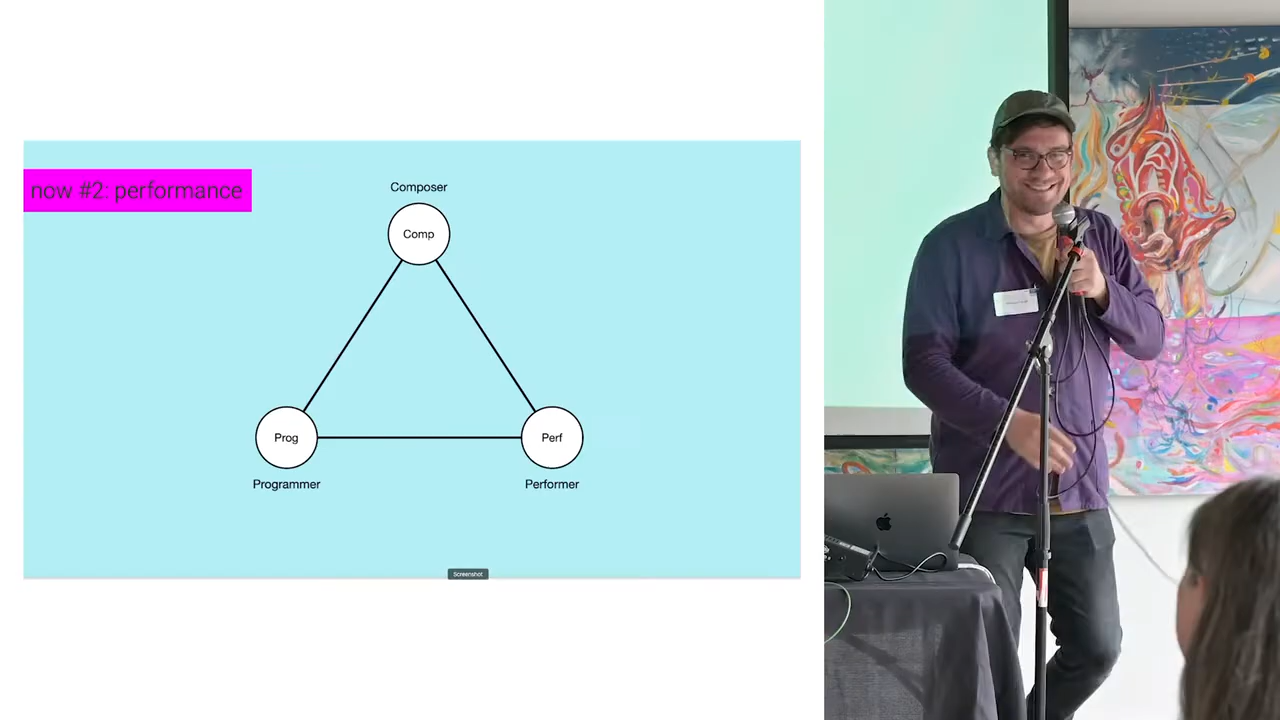 now #2: performance
Composer
Comp
Prog
Perf
Programmer
Performer
Screenshot